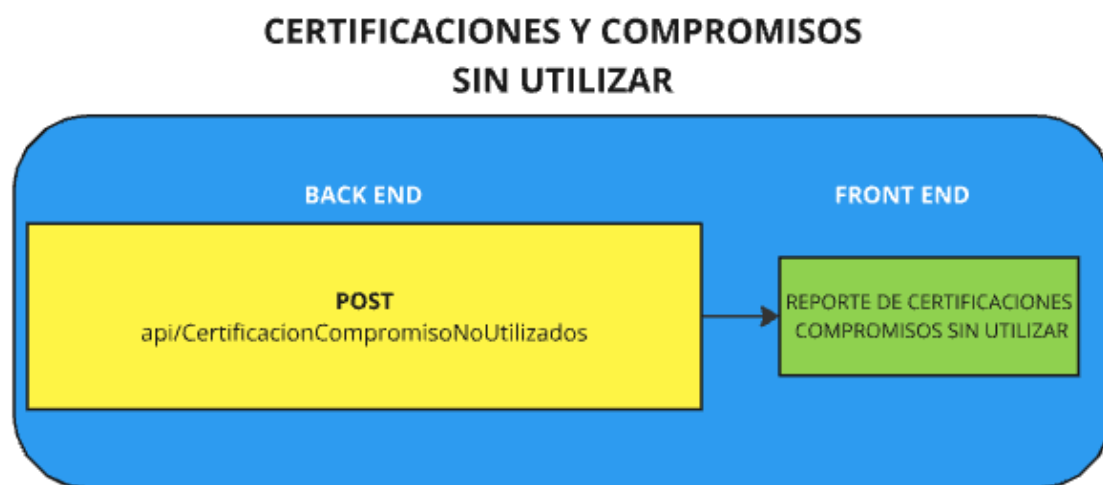 CERTIFICACIONES Y COMPROMISOS
SIN UTILIZAR
BACK END
FRONT END
POST
api/CertificacionCompromisoNoUtilizados
REPORTE DE CERTIFICACIONES
COMPROMISOS SIN UTILIZAR